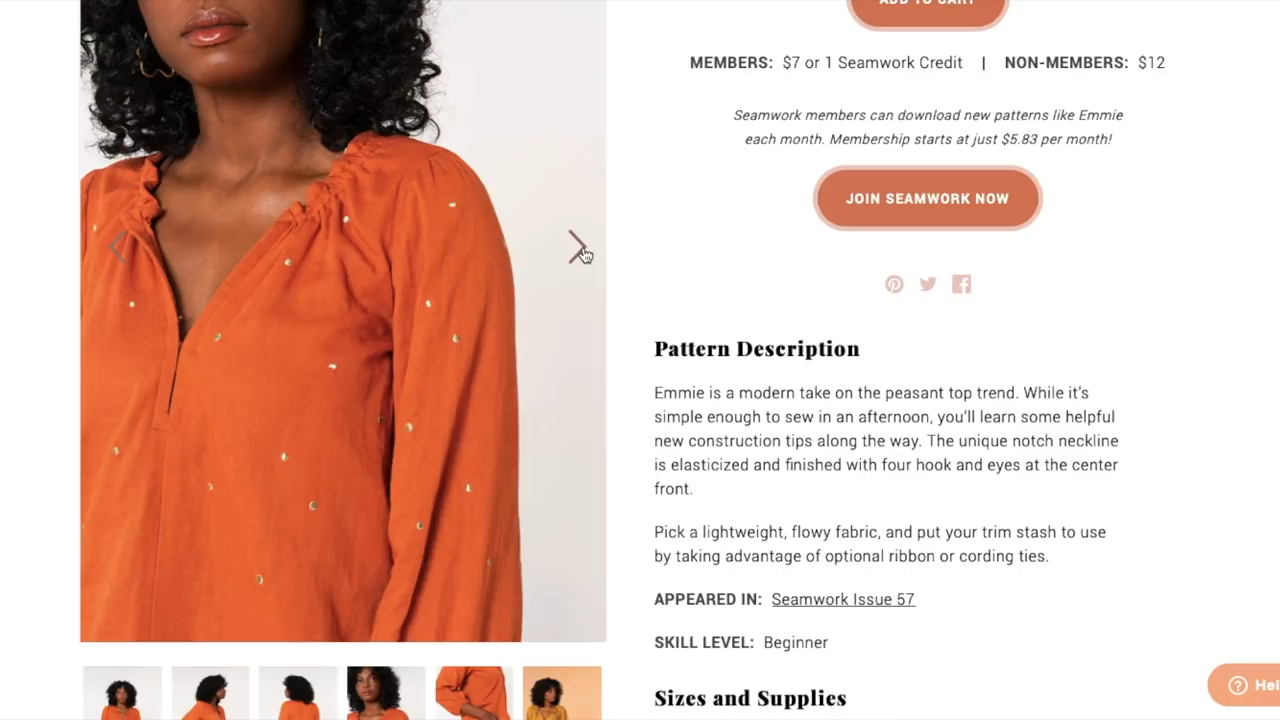 ADD TO CART
MEMBERS: $7 or 1 Seamwork Credit | NON-MEMBERS: $12
Seamwork members can download new patterns like Emmie
each month. Membership starts at just $5.83 per month!
JOIN SEAMWORK NOW
Pattern Description
Emmie is a modern take on the peasant top trend. While it's
simple enough to sew in an afternoon, you'll learn some helpful
new construction tips along the way. The unique notch neckline
is elasticized and finished with four hook and eyes at the center
front.
Pick a lightweight, flowy fabric, and put your trim stash to use
by taking advantage of optional ribbon or cording ties.
APPEARED IN: Seamwork Issue 57
SKILL LEVEL: Beginner
Sizes and Supplies